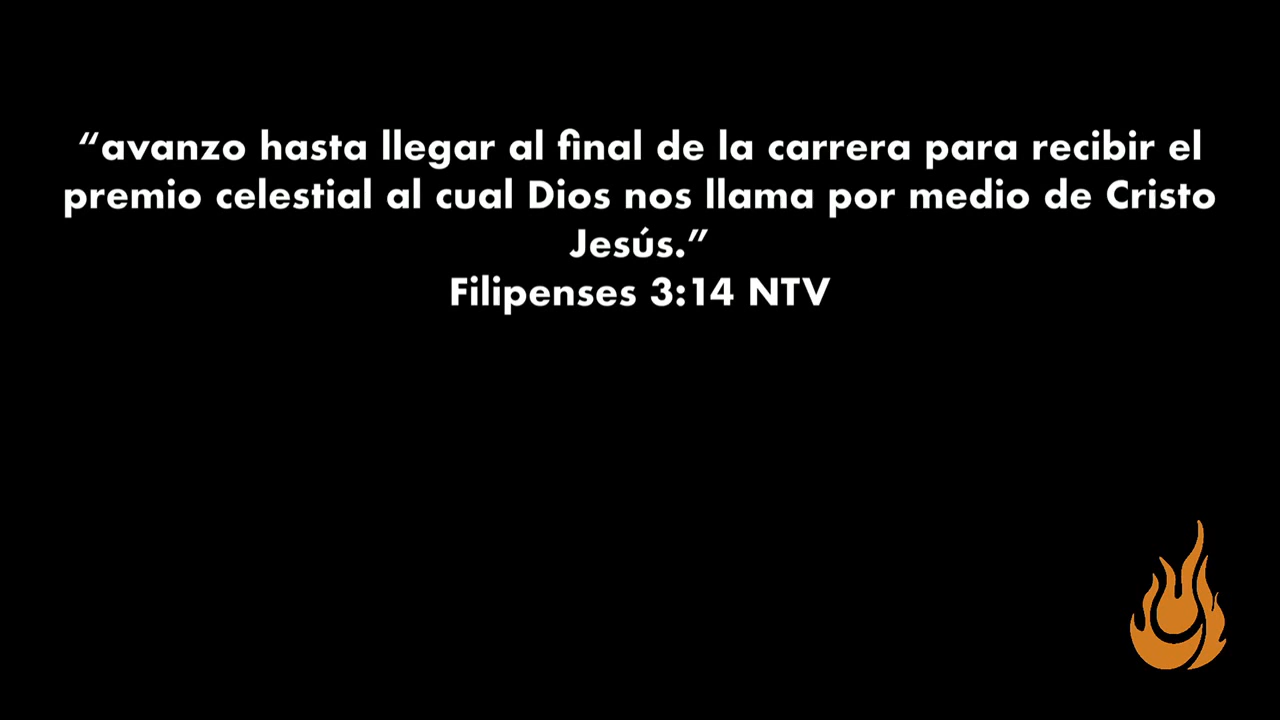 “avanzo hasta llegar al final de la carrera para recibir el
premio celestial al cual Dios nos llama por medio de Cristo
Jesús.”
Filipenses 3:14 NTV